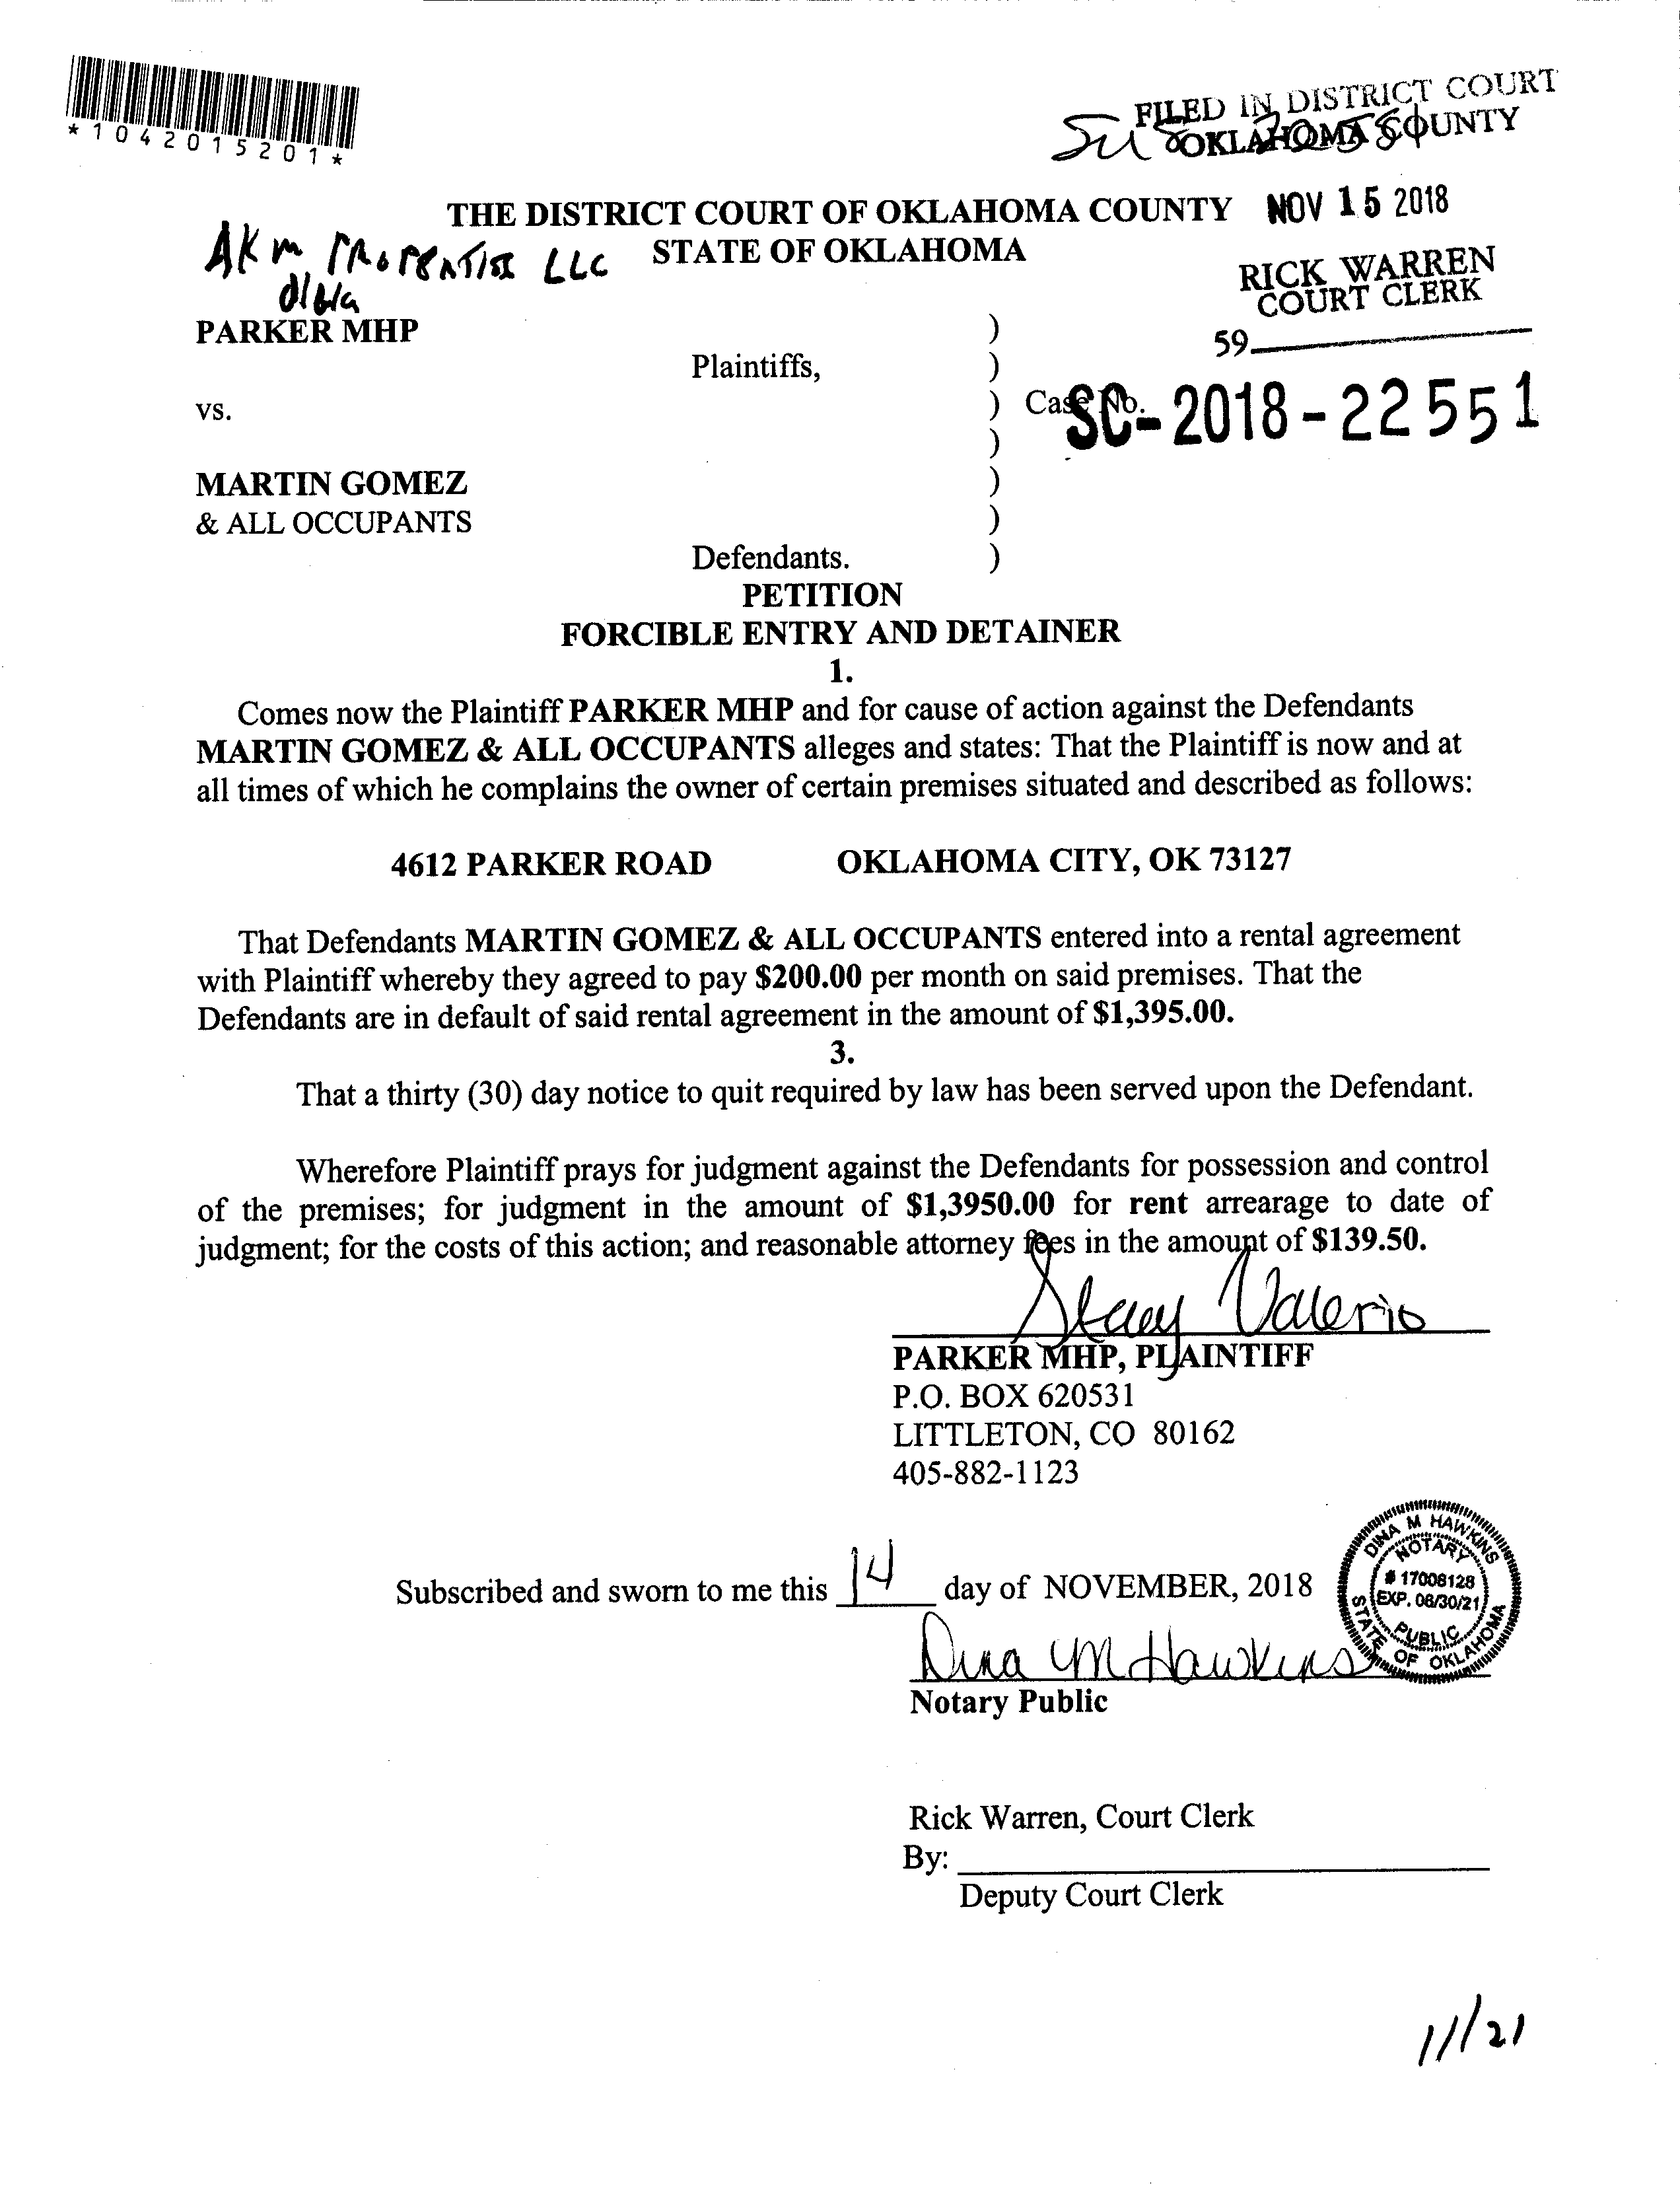 *1042015201*
FILED IN DISTRICT COURT
OKLAHOMA COUNTY
THE DISTRICT COURT OF OKLAHOMA COUNTY NOV 15 2018
STATE OF OKLAHOMA
AKM PROPERTIES LLC
d/b/a
RICK WARREN
COURT CLERK
59
PARKER MHP )
Plaintiffs, )
vs. ) Case No. SC-2018-22551
)
MARTIN GOMEZ )
& ALL OCCUPANTS )
Defendants. )
PETITION
FORCIBLE ENTRY AND DETAINER
1.
Comes now the Plaintiff PARKER MHP and for cause of action against the Defendants
MARTIN GOMEZ & ALL OCCUPANTS alleges and states: That the Plaintiff is now and at
all times of which he complains the owner of certain premises situated and described as follows:
4612 PARKER ROAD OKLAHOMA CITY, OK 73127
That Defendants MARTIN GOMEZ & ALL OCCUPANTS entered into a rental agreement
with Plaintiff whereby they agreed to pay $200.00 per month on said premises. That the
Defendants are in default of said rental agreement in the amount of $1,395.00.
3.
That a thirty (30) day notice to quit required by law has been served upon the Defendant.
Wherefore Plaintiff prays for judgment against the Defendants for possession and control
of the premises; for judgment in the amount of $1,3950.00 for rent arrearage to date of
judgment; for the costs of this action; and reasonable attorney fees in the amount of $139.50.
Stacy Valerio
PARKER MHP, PLAINTIFF
P.O. BOX 620531
LITTLETON, CO 80162
405-882-1123
Subscribed and sworn to me this 14 day of NOVEMBER, 2018
DINA M HAWKINS
NOTARY
# 17006128
EXP. 06/30/21
PUBLIC
STATE OF OKLAHOMA
Dina M Hawkins
Notary Public
Rick Warren, Court Clerk
By:
Deputy Court Clerk
11/21